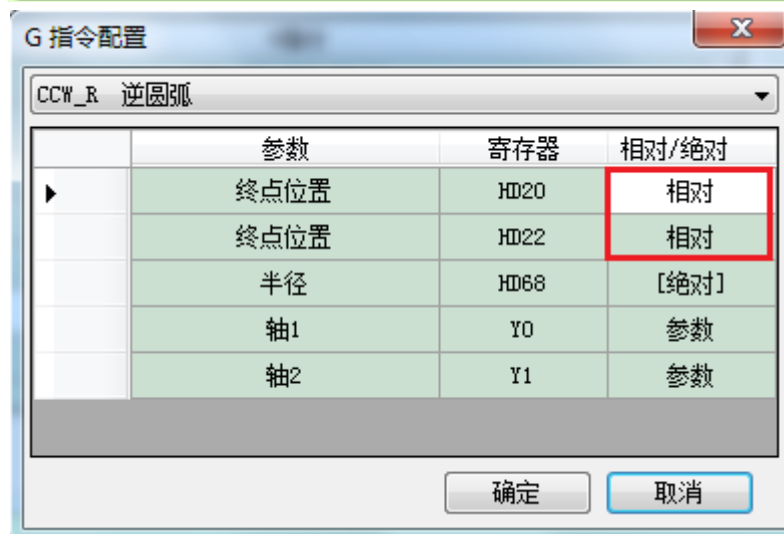 G 指令配置
CCW_R 逆圆弧
参数 寄存器 相对/绝对
终点位置 HD20 相对
终点位置 HD22 相对
半径 HD68 [绝对]
轴1 Y0 参数
轴2 Y1 参数
确定 取消